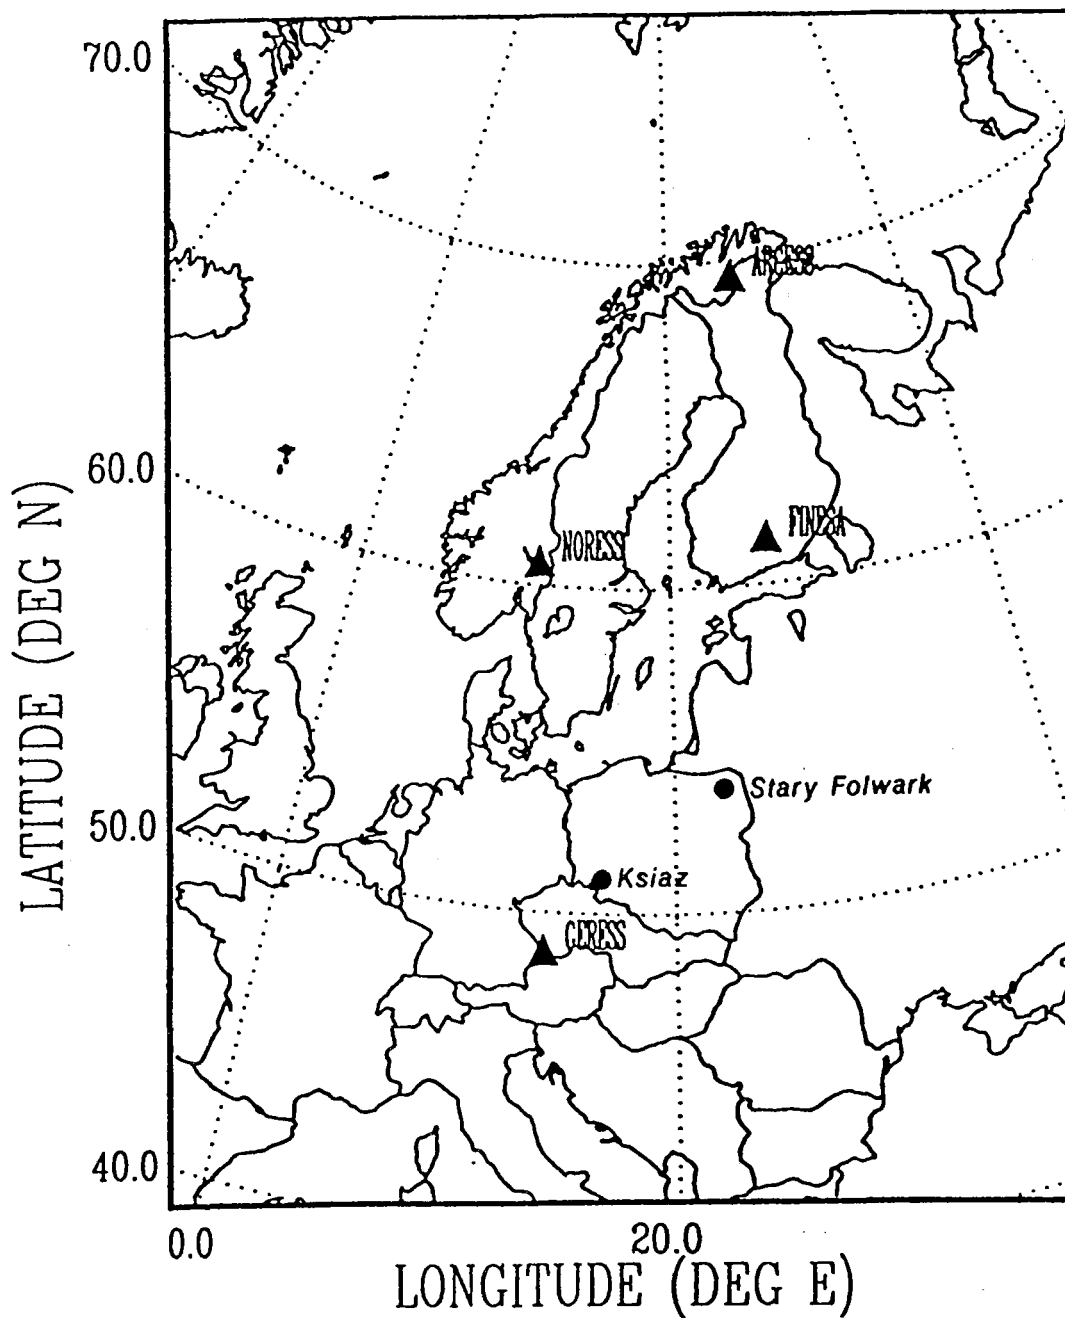 70.0
ARCESS
60.0
FINESA
NORESS
LATITUDE (DEG N)
Stary Folwark
50.0
Ksiaz
GERESS
40.0
0.0
20.0
LONGITUDE (DEG E)